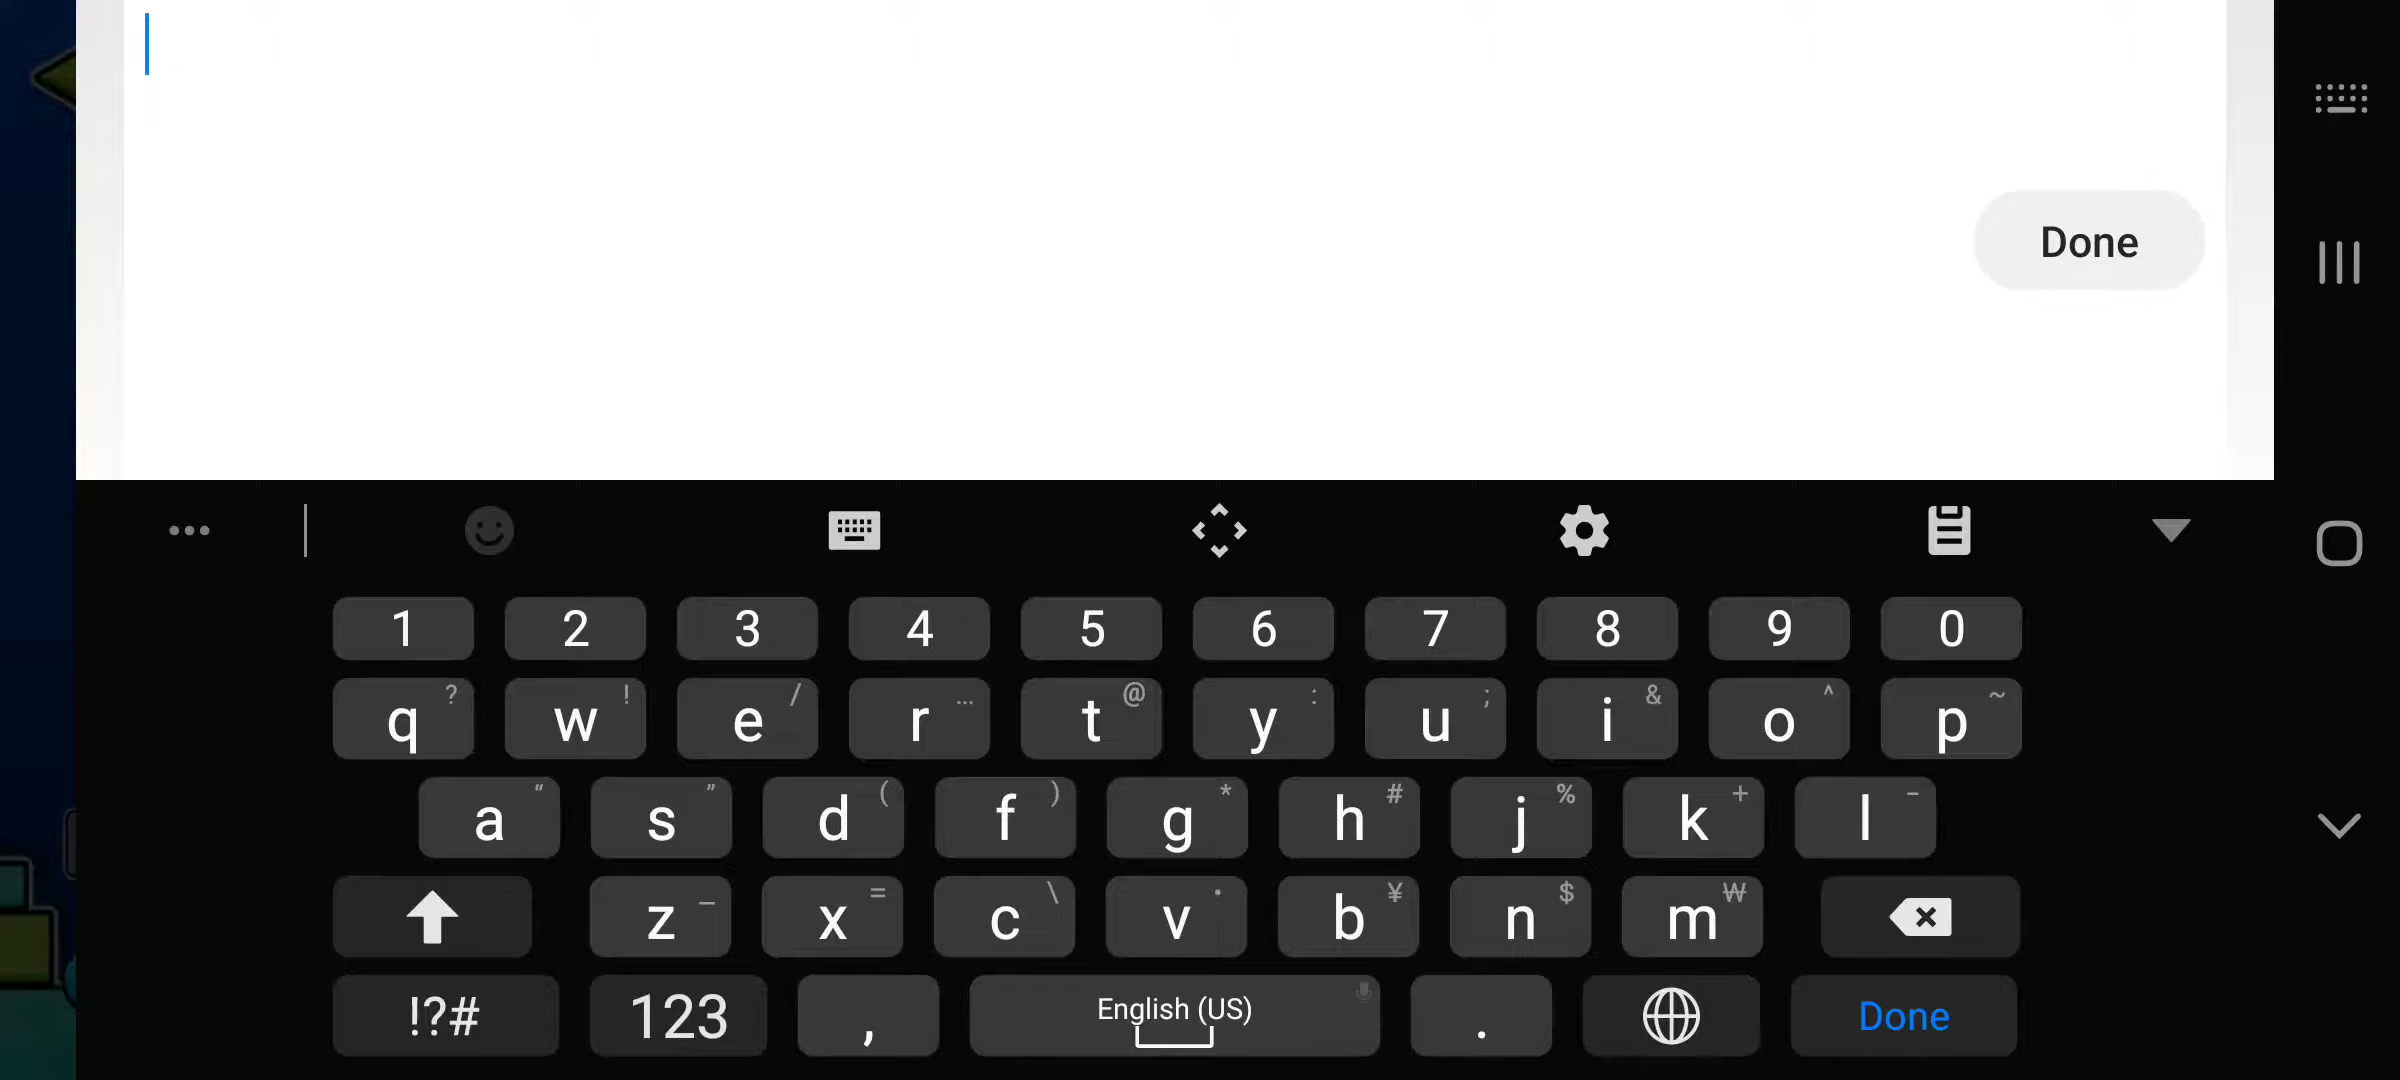 Done
1 2 3 4 5 6 7 8 9 0
q ? w ! e / r ... t @ y : u ; i & o ^ p ~
a “ s ” d ( f ) g * h # j % k + l -
z _ x = c \ v · b ¥ n $ m ₩
!?# 123 , English (US) . Done